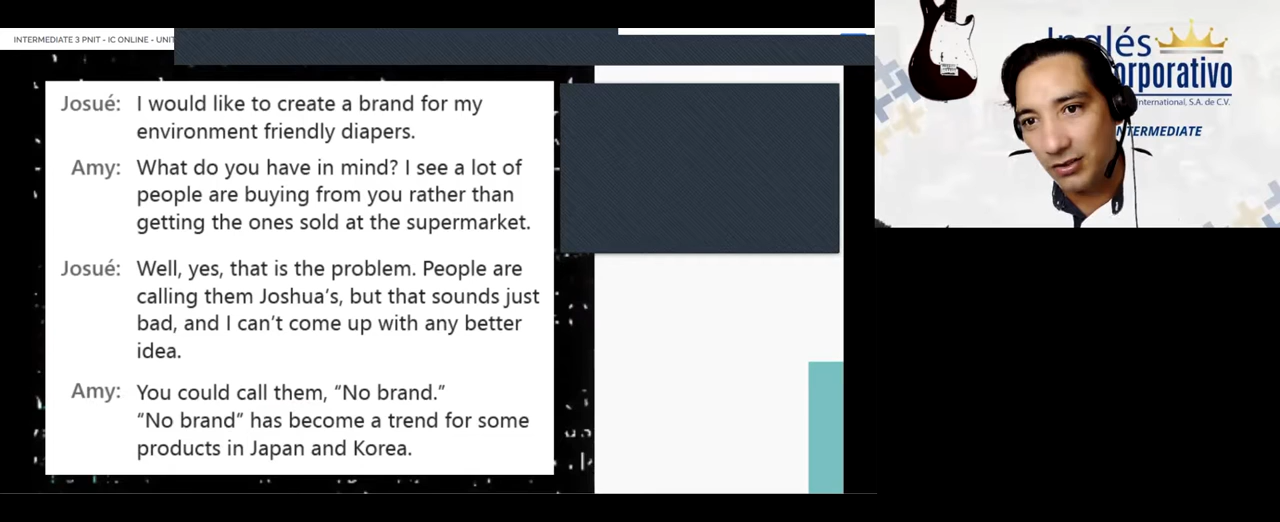 INTERMEDIATE 3 PNIT - IC ONLINE - UNIT
Josué: I would like to create a brand for my
environment friendly diapers.
Amy: What do you have in mind? I see a lot of
people are buying from you rather than
getting the ones sold at the supermarket.
Josué: Well, yes, that is the problem. People are
calling them Joshua’s, but that sounds just
bad, and I can’t come up with any better
idea.
Amy: You could call them, “No brand.”
“No brand” has become a trend for some
products in Japan and Korea.
Inglés
orporativo
International, S.A. de C.V.
NTERMEDIATE